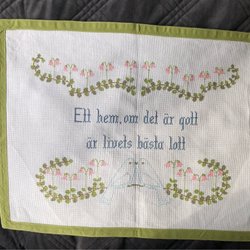 Ett hem, om det är gott
är livets bästa lott